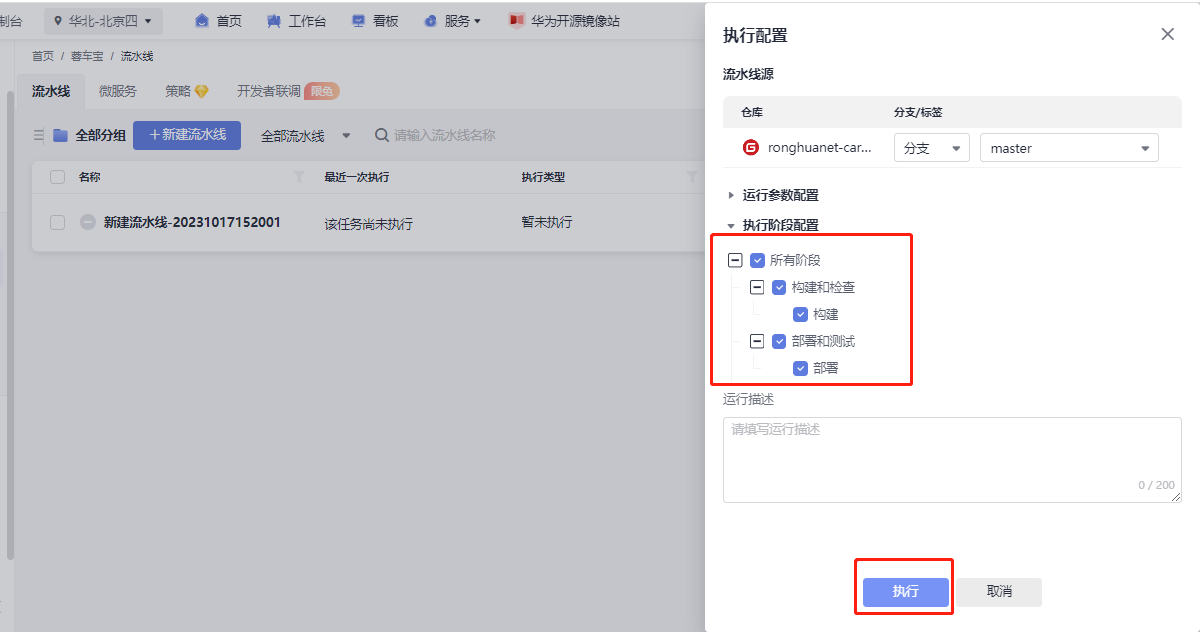 制台 华北-北京四 首页 工作台 看板 服务 华为开源镜像站
首页 / 蓉车宝 / 流水线
流水线 微服务 策略 开发者联调 限免
全部分组 +新建流水线 全部流水线 请输入流水线名称
名称 最近一次执行 执行类型
新建流水线-20231017152001 该任务尚未执行 暂未执行
执行配置
流水线源
仓库 分支/标签
ronghuanet-car... 分支 master
运行参数配置
执行阶段配置
所有阶段
构建和检查
构建
部署和测试
部署
运行描述
请填写运行描述
0 / 200
执行 取消